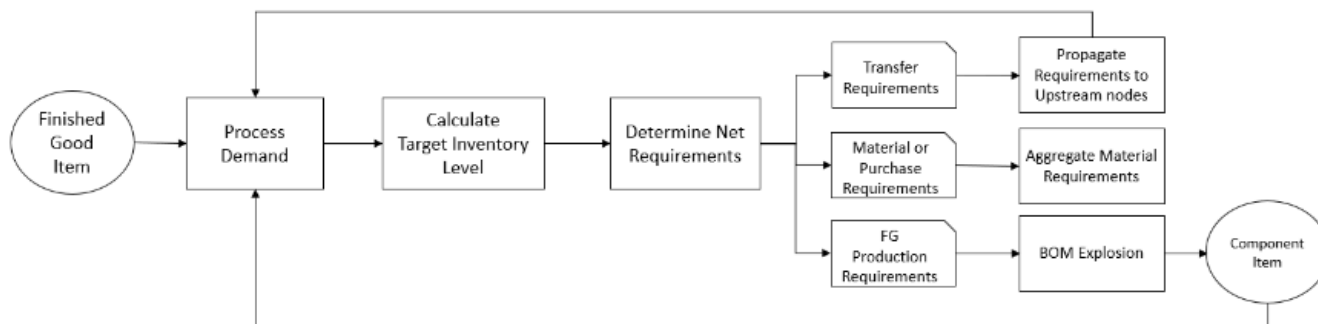 Finished
Good
Item
Process
Demand
Calculate
Target Inventory
Level
Determine Net
Requirements
Transfer
Requirements
Propagate
Requirements to
Upstream nodes
Material or
Purchase
Requirements
Aggregate Material
Requirements
FG
Production
Requirements
BOM Explosion
Component
Item